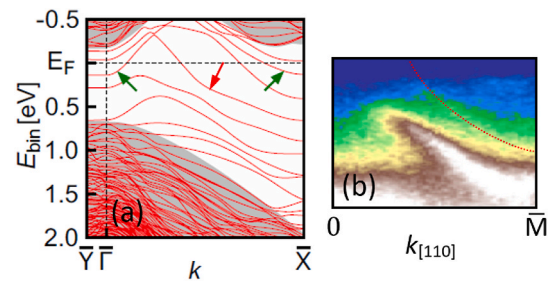 -0.5
E_F
0.5
1.0
1.5
2.0
E_bin [eV]
(a)
Ȳ Γ̄ k X̄
(b)
0 M̄
k_[110]